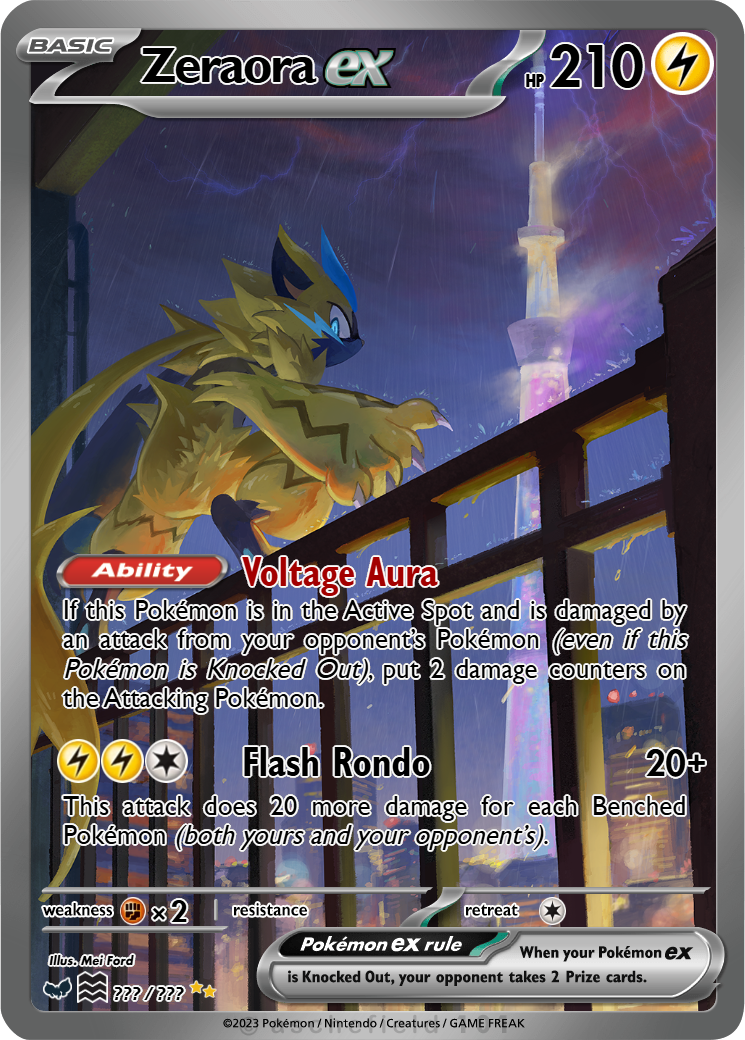 BASIC Zeraora ex HP 210
Ability Voltage Aura
If this Pokémon is in the Active Spot and is damaged by
an attack from your opponent's Pokémon (even if this
Pokémon is Knocked Out), put 2 damage counters on
the Attacking Pokémon.
Flash Rondo 20+
This attack does 20 more damage for each Benched
Pokémon (both yours and your opponent's).
weakness ×2 resistance retreat
Pokémon ex rule When your Pokémon ex
is Knocked Out, your opponent takes 2 Prize cards.
Illus. Mei Ford
??? / ???
©2023 Pokémon / Nintendo / Creatures / GAME FREAK